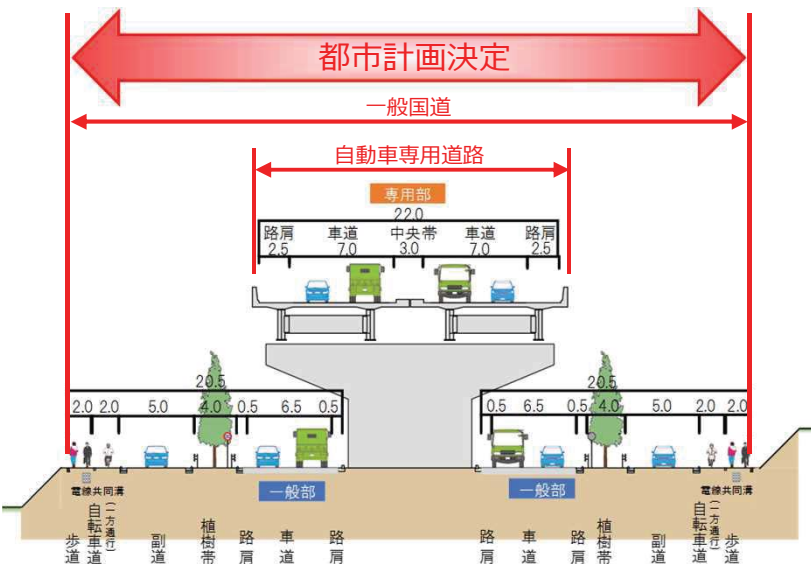 都市計画決定
一般国道
自動車専用道路
専用部
22.0
路肩 車道 中央帯 車道 路肩
2.5 7.0 3.0 7.0 2.5
20.5 20.5
2.0 2.0 5.0 4.0 0.5 6.5 0.5 0.5 6.5 0.5 4.0 5.0 2.0 2.0
一般部 一般部
電線共同溝 電線共同溝
歩道
自転車道
(一方通行)
副道
植樹帯
路肩
車道
路肩
路肩
車道
路肩
植樹帯
副道
自転車道
(一方通行)
歩道